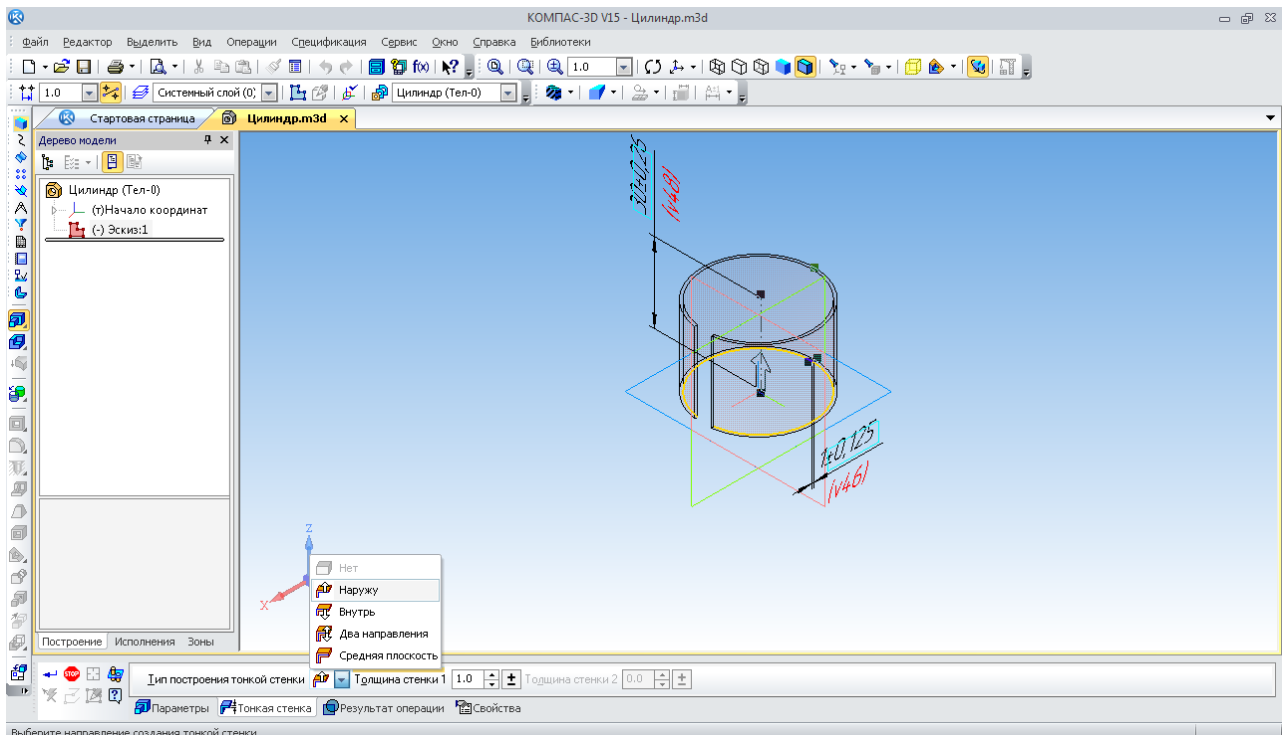 КОМПАС-3D V15 - Цилиндр.m3d
Файл Редактор Выделить Вид Операции Спецификация Сервис Окно Справка Библиотеки
1.0
1.0 Системный слой (0; Цилиндр (Тел-0)
Стартовая страница Цилиндр.m3d
Дерево модели
Цилиндр (Тел-0)
(т)Начало координат
(-) Эскиз:1
30±0,26
(v48)
1±0,125
(v46)
Z
X
Нет
Наружу
Внутрь
Два направления
Средняя плоскость
Построение Исполнения Зоны
Тип построения тонкой стенки Толщина стенки 1 1.0 Толщина стенки 2 0.0
Параметры Тонкая стенка Результат операции Свойства
Выберите направление создания тонкой стенки